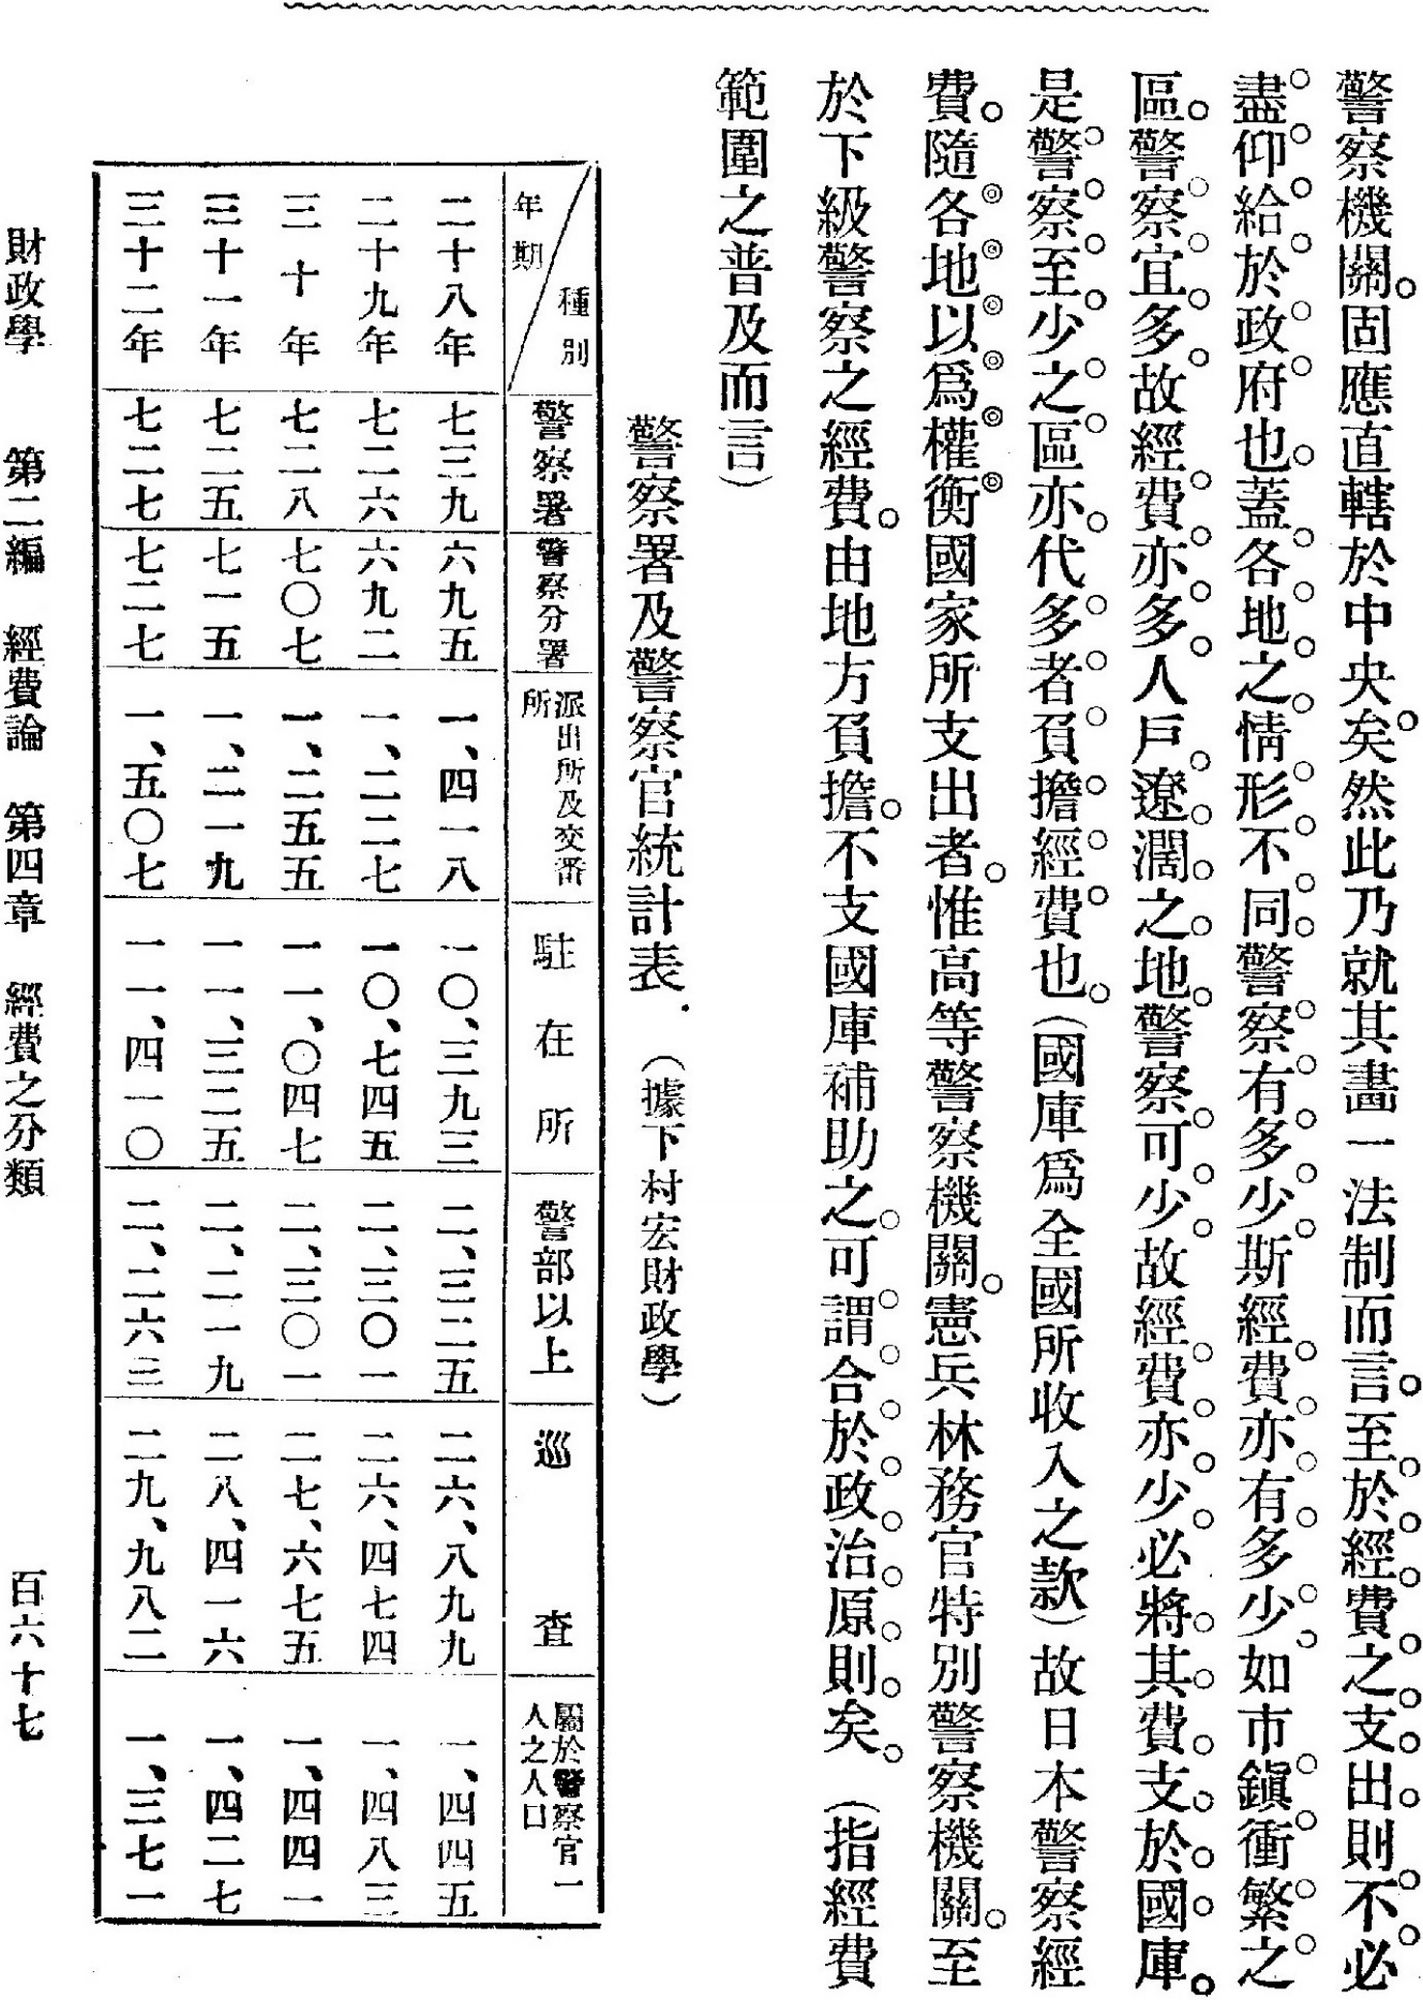 警察機關。固應直轄於中央矣。然此乃就其畫一法制而言。至於經費之支出則不必
盡仰給於政府也蓋各地之情形不同警察有多少斯經費亦有多少如市鎭衝繁之
區。警察宜多故經費亦多人戶遼濶之地警察可少故經費亦少必將其費支於國庫。
是警察至少之區亦代多者負擔經費也（國庫爲全國所收入之款）故日本警察經
費。隨各地以爲權衡國家所支出者。惟高等警察機關。憲兵林務官特別警察機關。至
於下級警察之經費。由地方負擔。不支國庫補助之可謂合於政治原則矣。（指經費
範圍之普及而言）
警察署及警察官統計表．（據下村宏財政學）
年期 種別 警察署 警察分署 派出所及交番所 駐在所 警部以上 巡査 關於警察官一人之人口
二十八年 七三九 六九五 一、四一八 一〇、三九三 二、三二五 二六、八九九 一、四四五
二十九年 七二六 六九二 一、二二七 一〇、七四五 二、三〇一 二六、四七四 一、四八三
三十年 七二八 七〇七 一、二五五 一一、〇四七 二、三〇一 二七、六七五 一、四四一
三十一年 七二五 七一五 一、二一九 一一、三二五 二、二一九 二八、四一六 一、四二七
三十二年 七二七 七二七 一、五〇七 一一、四一〇 二、二六三 二九、九八二 一、三七一
財政學 第二編 經費論 第四章 經費之分類 百六十七